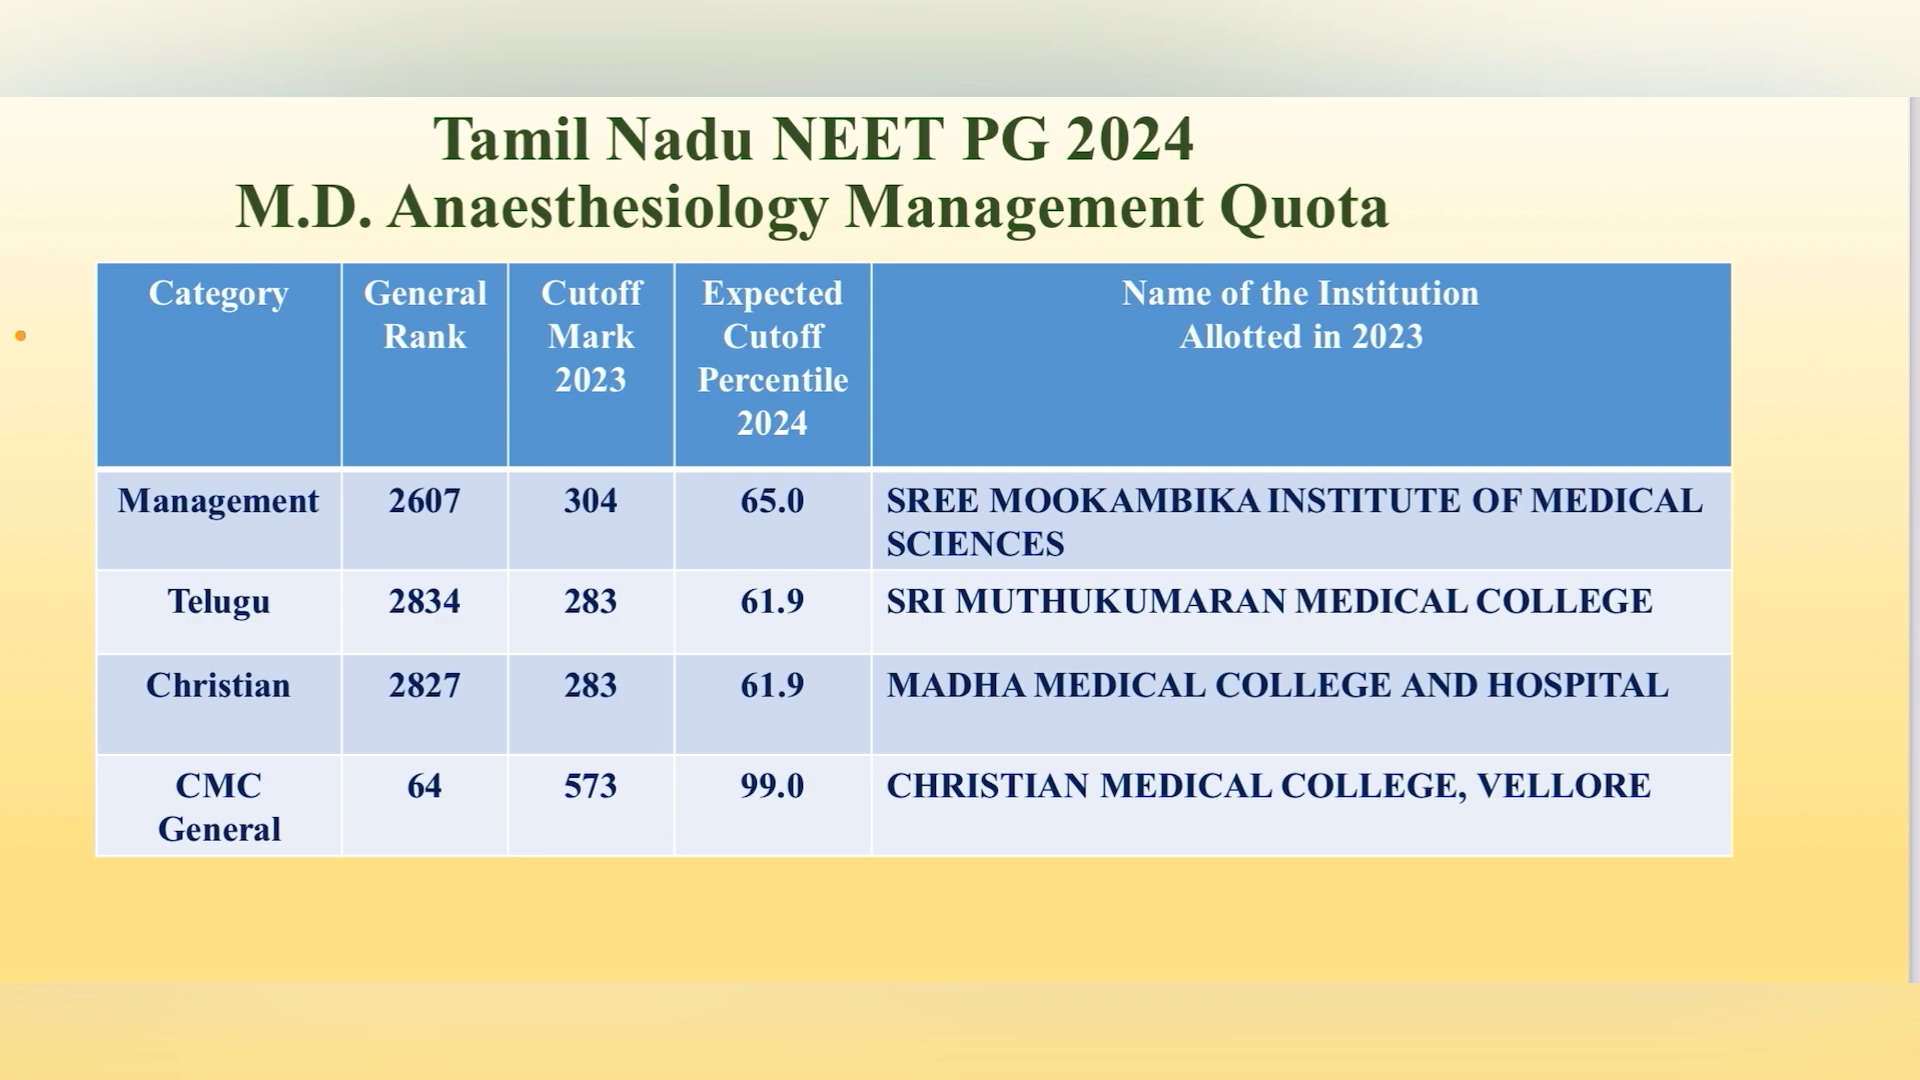 Tamil Nadu NEET PG 2024
M.D. Anaesthesiology Management Quota
Category
General
Rank
Cutoff
Mark
2023
Expected
Cutoff
Percentile
2024
Name of the Institution
Allotted in 2023
Management
2607
304
65.0
SREE MOOKAMBIKA INSTITUTE OF MEDICAL
SCIENCES
Telugu
2834
283
61.9
SRI MUTHUKUMARAN MEDICAL COLLEGE
Christian
2827
283
61.9
MADHA MEDICAL COLLEGE AND HOSPITAL
CMC
General
64
573
99.0
CHRISTIAN MEDICAL COLLEGE, VELLORE